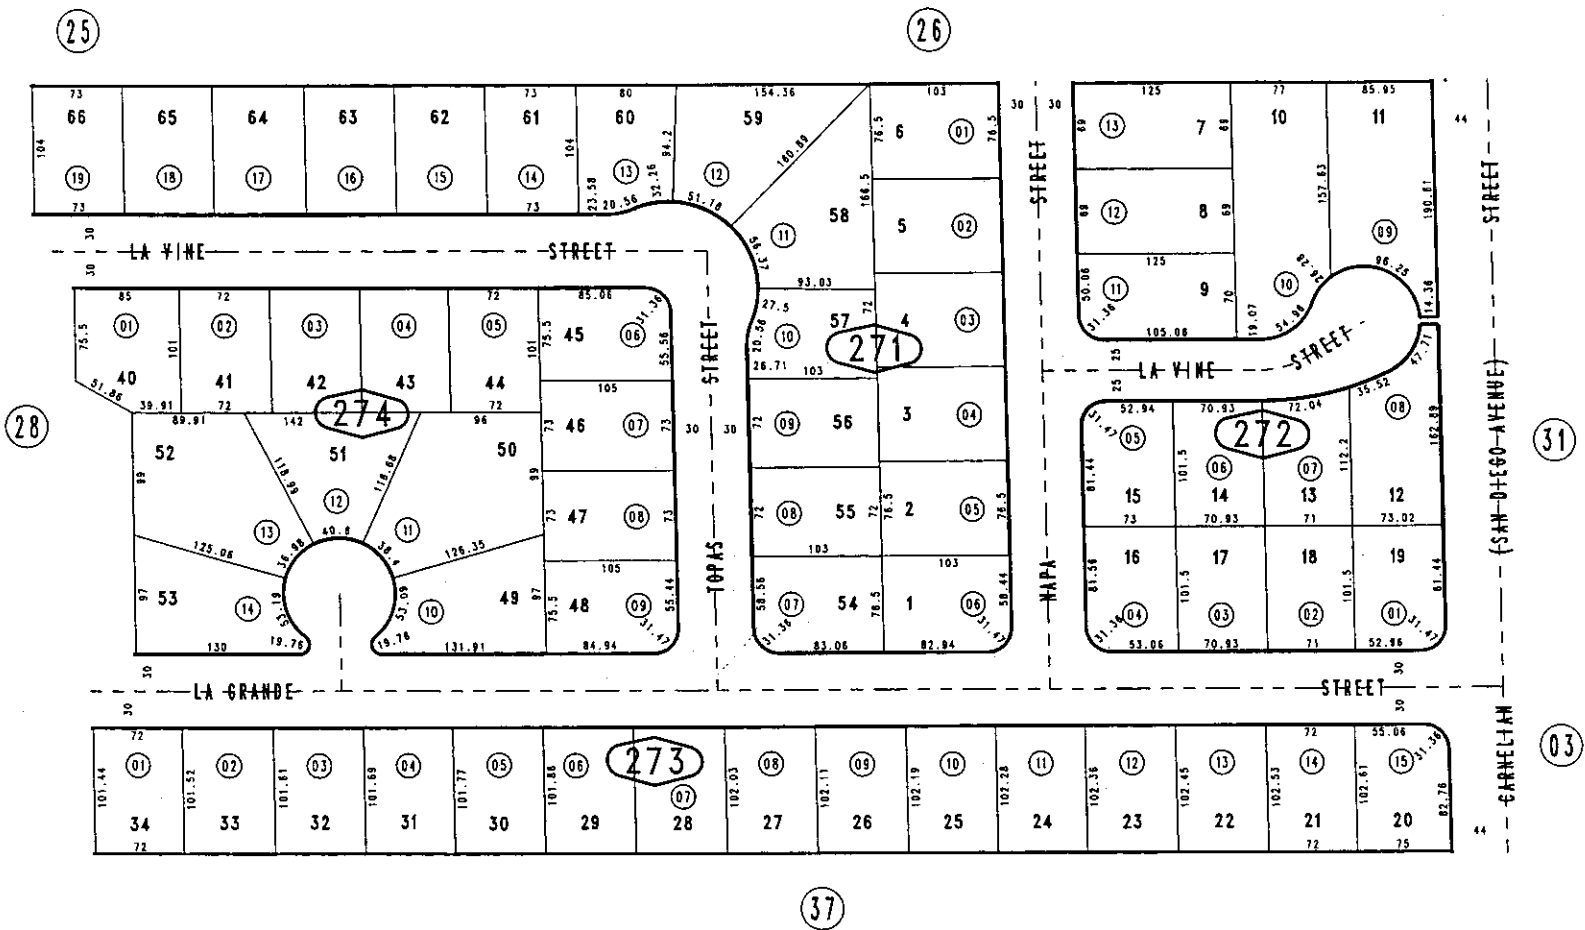 25
26
73 73 80 154.36 103 30 30 125 77 85.95
66 65 64 63 62 61 60 59 6 01 13 7 10 11 44
104 104 94.2 160.89 76.5 76.5 69 69
19 18 17 16 15 14 13 12
73 73 23.58 20.56 32.26 51.18 166.5 157.63 190.61
58 5 02 12 8 09
69 69
30 11 56.37
LA VINE STREET
STREET
STREET
30 125 96.25
85 72 72 85.06 31.36 93.03 50.06 11 9 10 14.36
01 02 03 04 05 45 06 27.5 57 72 4 03 31.36 70 19.07 54.96
75.5 101 101 75.5 55.56 20.56 10 271 105.06
40 41 42 43 44 26.71 103 25 LA VINE STREET 47.71
51.86 274 105 25 35.52
39.91 72 72 52.94 70.93 72.04 08
89.91 142 96 46 07 09 56 3 04 31.47 05 272 162.89
28
52 51 50 73 73 30 30 72 31
99 118.99 118.68 99 81.44 101.5 06 07 112.2
12 15 14 13 12
13 40.8 11 47 08 08 55 2 05 73 70.93 71 73.02
36.98 38.4 73 73 72 72 76.5 76.5
125.06 126.35 105 103 103 16 17 18 19
53 14 53.19 53.09 10 49 48 09 07 54 1 06 04 03 02 01
97 97 75.5 55.44 58.56 76.5 58.44 81.56 101.5 101.5 61.44
19.76 19.76 31.47 31.36 31.47 31.36 31.47
130 131.91 84.94 83.06 82.94 53.06 70.93 71 52.96
STREET
TOPAS
NAPA
(SAN DIEGO AVENUE)
30 30
LA GRANDE STREET
30 30
72 72 55.06 31.36 03
01 02 03 04 05 06 273 08 09 10 11 12 13 14 15
07
101.44 101.52 101.61 101.69 101.77 101.86 102.03 102.11 102.19 102.28 102.36 102.45 102.53 102.61 82.76
34 33 32 31 30 29 28 27 26 25 24 23 22 21 20 44
72 72 75
CARNELIAN
37